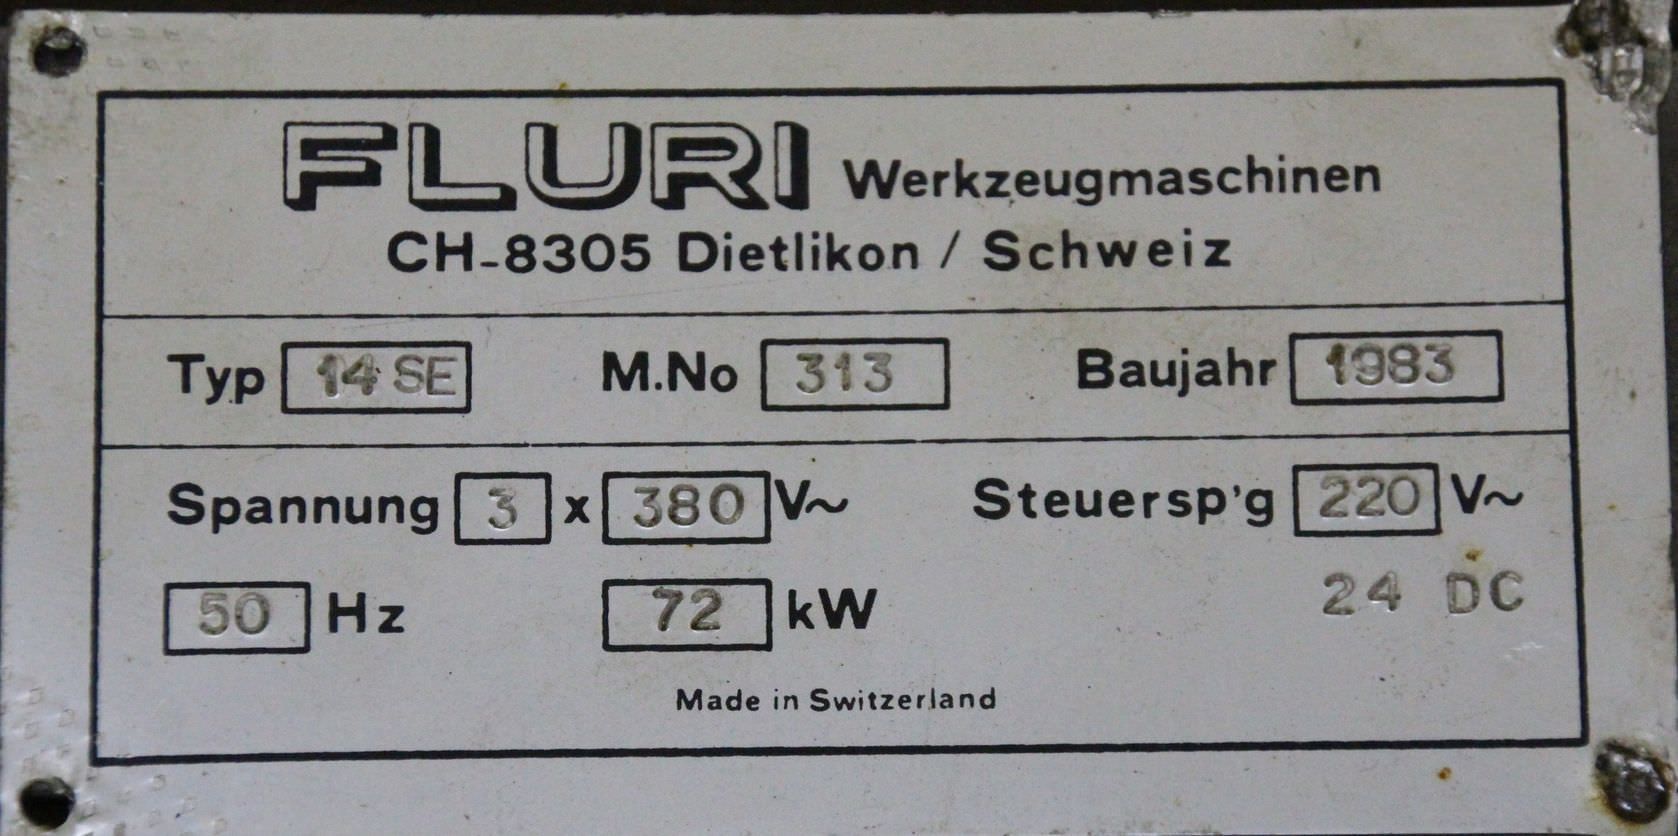 FLURI Werkzeugmaschinen
CH-8305 Dietlikon / Schweiz
Typ 14 SE M.No 313 Baujahr 1983
Spannung 3 x 380 V~ Steuersp'g 220 V~
50 Hz 72 kW 24 DC
Made in Switzerland